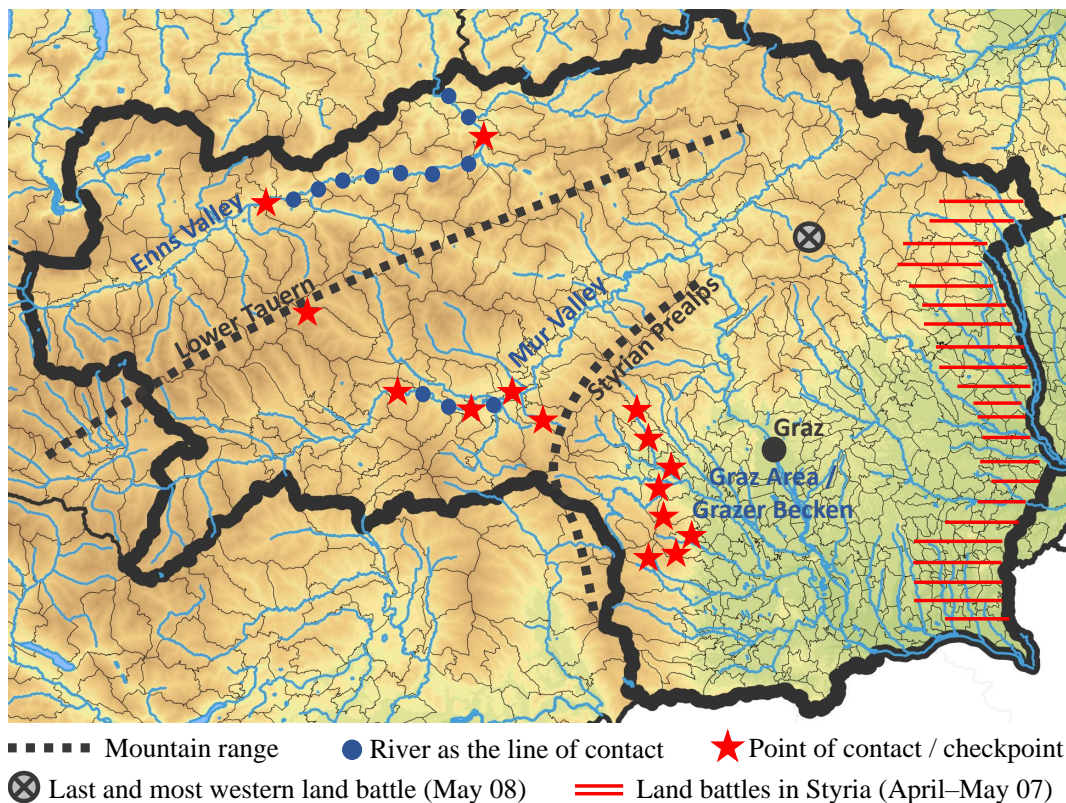 Enns Valley
Lower Tauern
Mur Valley
Styrian Prealps
Graz
Graz Area /
Grazer Becken
Mountain range
River as the line of contact
Point of contact / checkpoint
Last and most western land battle (May 08)
Land battles in Styria (April–May 07)